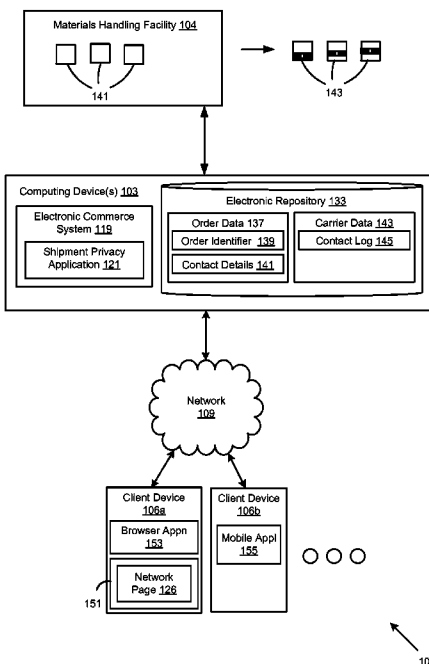 Materials Handling Facility 104
141
143
Computing Device(s) 103
Electronic Commerce
System 119
Shipment Privacy
Application 121
Electronic Repository 133
Order Data 137
Order Identifier 139
Contact Details 141
Carrier Data 143
Contact Log 145
Network
109
Client Device
106a
Browser Appn
153
Network
Page 126
151
Client Device
106b
Mobile Appl
155